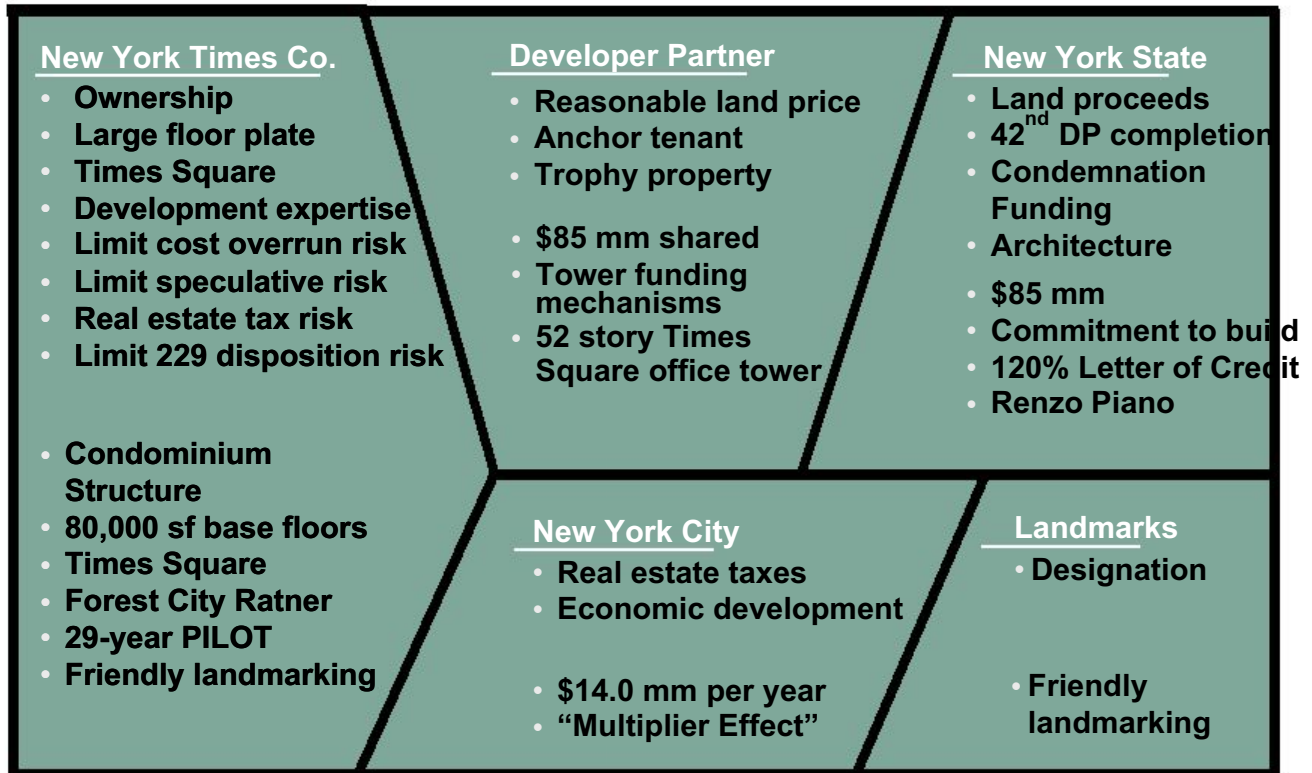 New York Times Co.
• Ownership
• Large floor plate
• Times Square
• Development expertise
• Limit cost overrun risk
• Limit speculative risk
• Real estate tax risk
• Limit 229 disposition risk
• Condominium
Structure
• 80,000 sf base floors
• Times Square
• Forest City Ratner
• 29-year PILOT
• Friendly landmarking
Developer Partner
• Reasonable land price
• Anchor tenant
• Trophy property
• $85 mm shared
• Tower funding
mechanisms
• 52 story Times
Square office tower
New York State
• Land proceeds
• 42nd DP completion
• Condemnation
Funding
• Architecture
• $85 mm
• Commitment to build
• 120% Letter of Credit
• Renzo Piano
New York City
• Real estate taxes
• Economic development
• $14.0 mm per year
• “Multiplier Effect”
Landmarks
• Designation
• Friendly
landmarking